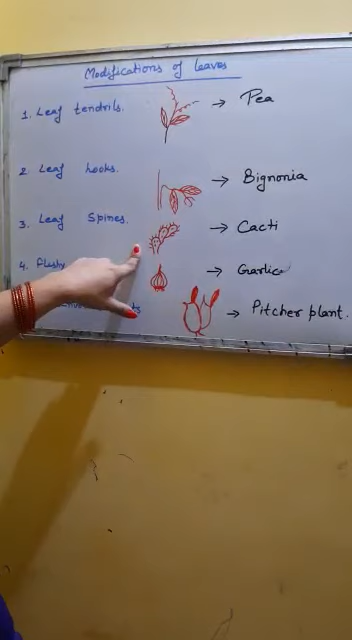 Modifications of leaves
1. Leaf tendrils. → Pea
2. Leaf hooks. → Bignonia
3. Leaf Spines. → Cacti
4. Fleshy → Garlic
→ Pitcher plant.